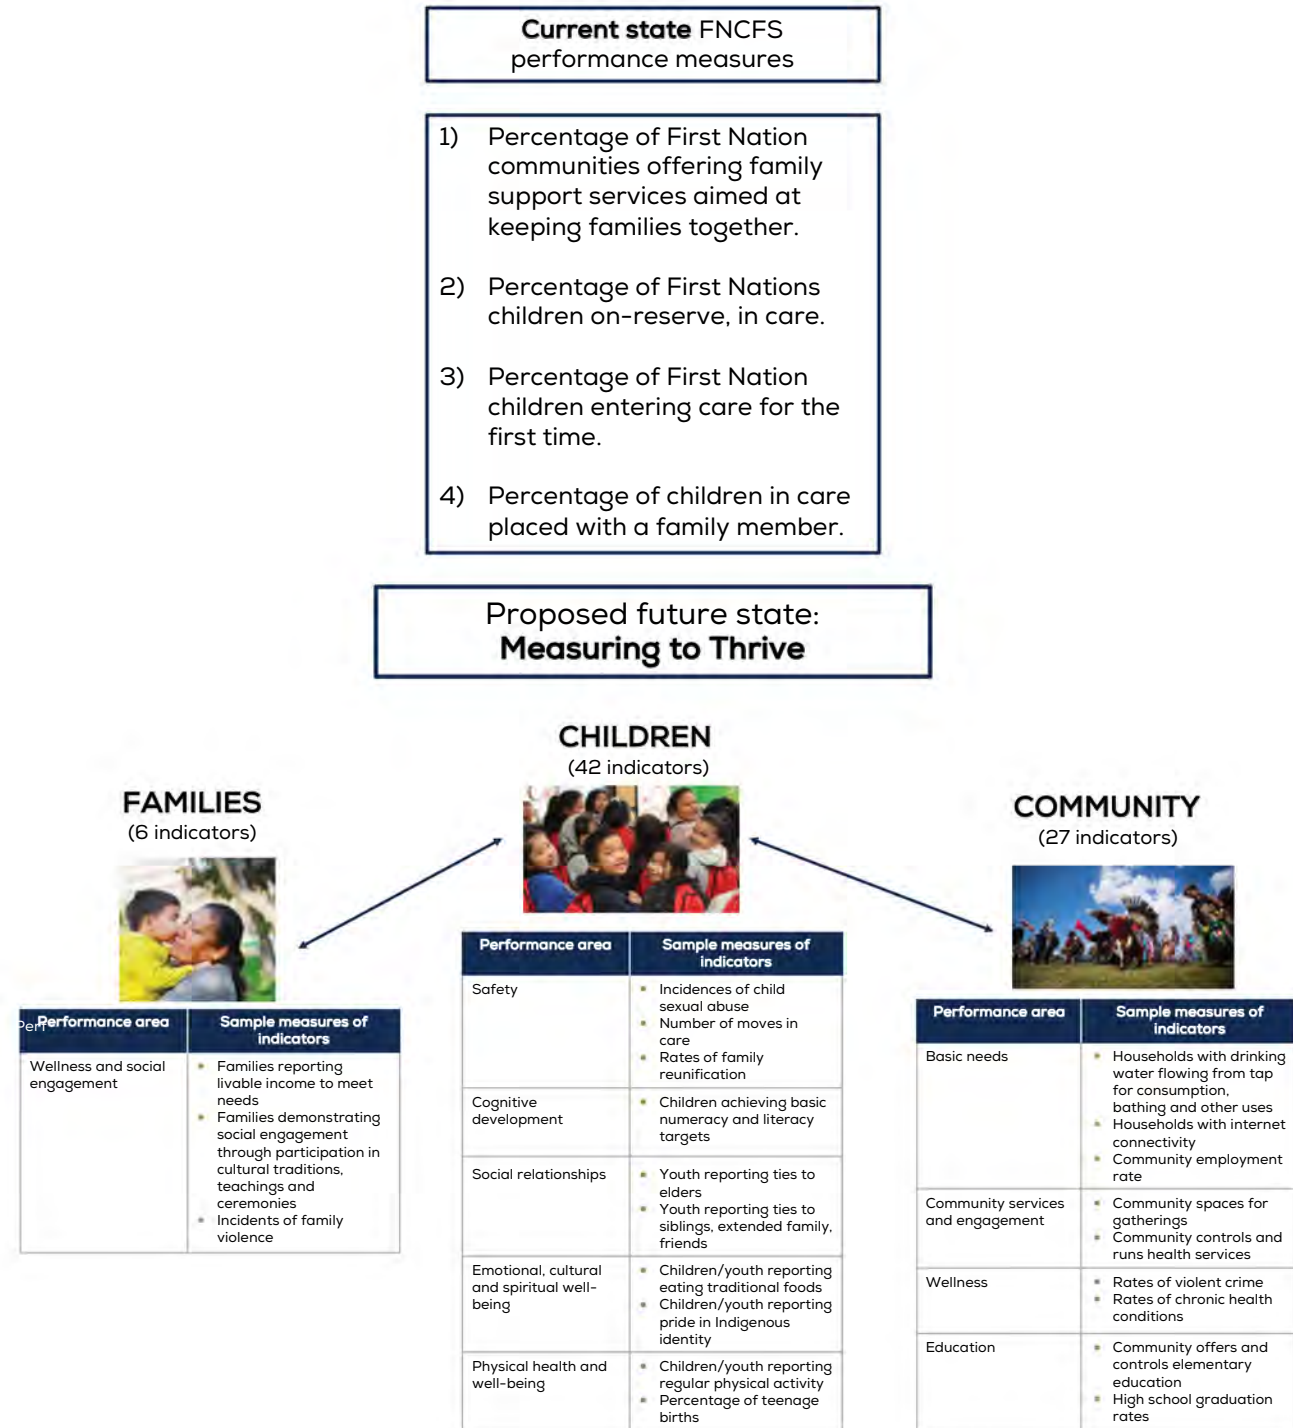 Current state FNCFS
performance measures
1) Percentage of First Nation
communities offering family
support services aimed at
keeping families together.
2) Percentage of First Nations
children on-reserve, in care.
3) Percentage of First Nation
children entering care for the
first time.
4) Percentage of children in care
placed with a family member.
Proposed future state:
Measuring to Thrive
FAMILIES
(6 indicators)
Perf
Performance area
Sample measures of
indicators
Wellness and social
engagement
Families reporting
livable income to meet
needs
Families demonstrating
social engagement
through participation in
cultural traditions,
teachings and
ceremonies
Incidents of family
violence
CHILDREN
(42 indicators)
Performance area
Sample measures of
indicators
Safety
Incidences of child
sexual abuse
Number of moves in
care
Rates of family
reunification
Cognitive
development
Children achieving basic
numeracy and literacy
targets
Social relationships
Youth reporting ties to
elders
Youth reporting ties to
siblings, extended family,
friends
Emotional, cultural
and spiritual well-
being
Children/youth reporting
eating traditional foods
Children/youth reporting
pride in Indigenous
identity
Physical health and
well-being
Children/youth reporting
regular physical activity
Percentage of teenage
births
COMMUNITY
(27 indicators)
Performance area
Sample measures of
indicators
Basic needs
Households with drinking
water flowing from tap
for consumption,
bathing and other uses
Households with internet
connectivity
Community employment
rate
Community services
and engagement
Community spaces for
gatherings
Community controls and
runs health services
Wellness
Rates of violent crime
Rates of chronic health
conditions
Education
Community offers and
controls elementary
education
High school graduation
rates